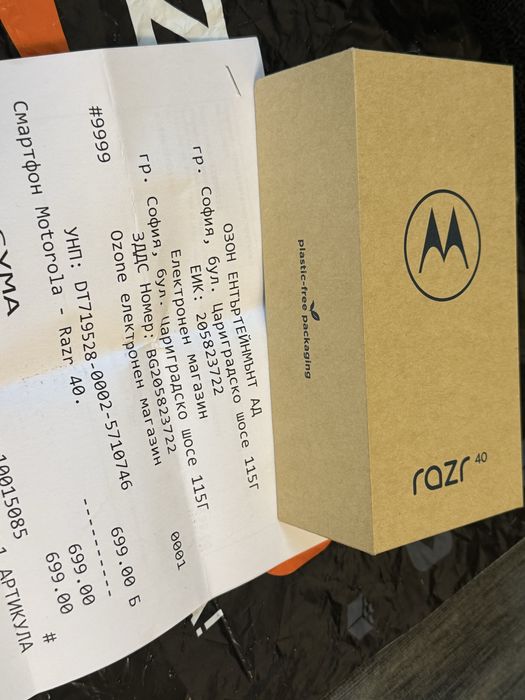 ОЗОН ЕНТЪРТЕЙНМЪНТ АД
гр. София, бул. Цариградско шосе 115Г
ЕИК: 205823722
Електронен магазин
гр. София, бул. Цариградско шосе 115Г
ЗДДС Номер: BG205823722
Ozone електронен магазин
#9999 0001
УНП: DT719528-0002-5710746
Смартфон Motorola - Razr 40.
699.00 Б
-----------
699.00
# 699.00
СУМА
10015085
1 АРТИКУЛА
plastic-free packaging
razr 40